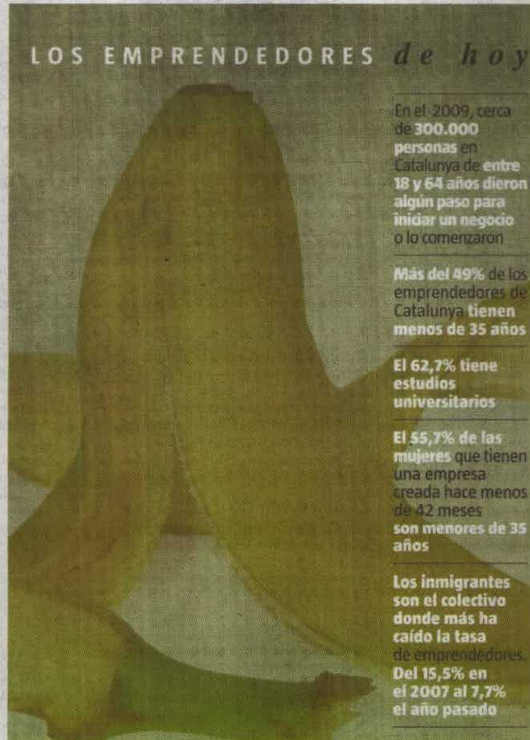 LOS EMPRENDEDORES de hoy
En el 2009, cerca
de 300.000
personas en
Catalunya de entre
18 y 64 años dieron
algún paso para
iniciar un negocio
o lo comenzaron
Más del 49% de los
emprendedores de
Catalunya tienen
menos de 35 años
El 62,7% tiene
estudios
universitarios
El 55,7% de las
mujeres que tienen
una empresa
creada hace menos
de 42 meses
son menores de 35
años
Los inmigrantes
son el colectivo
donde más ha
caído la tasa
de emprendedores.
Del 15,5% en
el 2007 al 7,7%
el año pasado